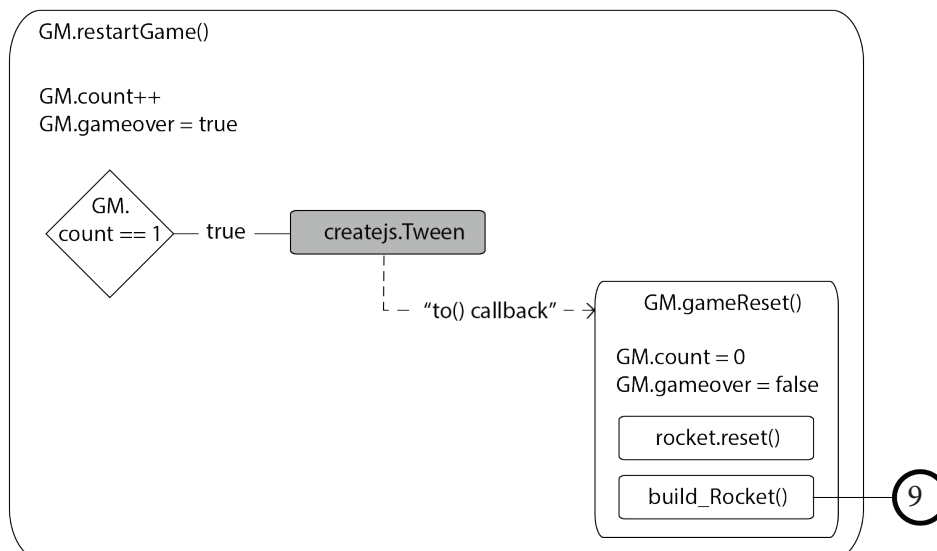 GM.restartGame()
GM.count++
GM.gameover = true
GM.
count == 1
true
createjs.Tween
“to() callback”
GM.gameReset()
GM.count = 0
GM.gameover = false
rocket.reset()
build_Rocket()
9